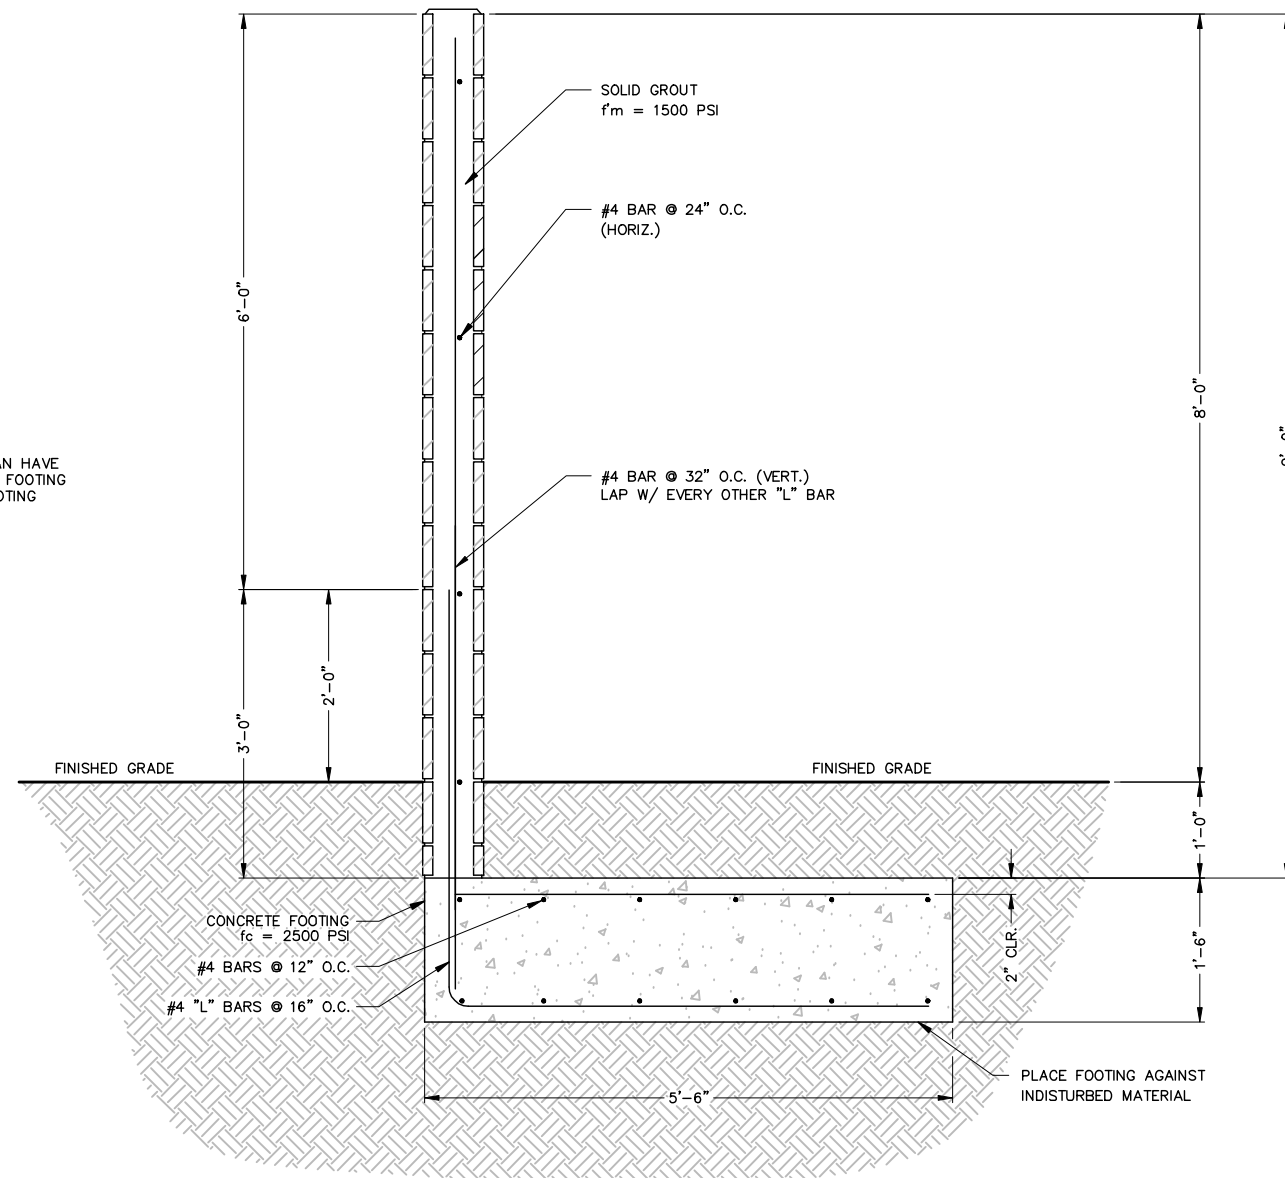 SOLID GROUT
f'm = 1500 PSI
#4 BAR @ 24" O.C.
(HORIZ.)
6'-0"
8'-0"
AN HAVE
FOOTING
OTING
#4 BAR @ 32" O.C. (VERT.)
LAP W/ EVERY OTHER "L" BAR
2'-0"
3'-0"
FINISHED GRADE
FINISHED GRADE
1'-0"
CONCRETE FOOTING
fc = 2500 PSI
#4 BARS @ 12" O.C.
#4 "L" BARS @ 16" O.C.
2" CLR.
1'-6"
5'-6"
PLACE FOOTING AGAINST
INDISTURBED MATERIAL